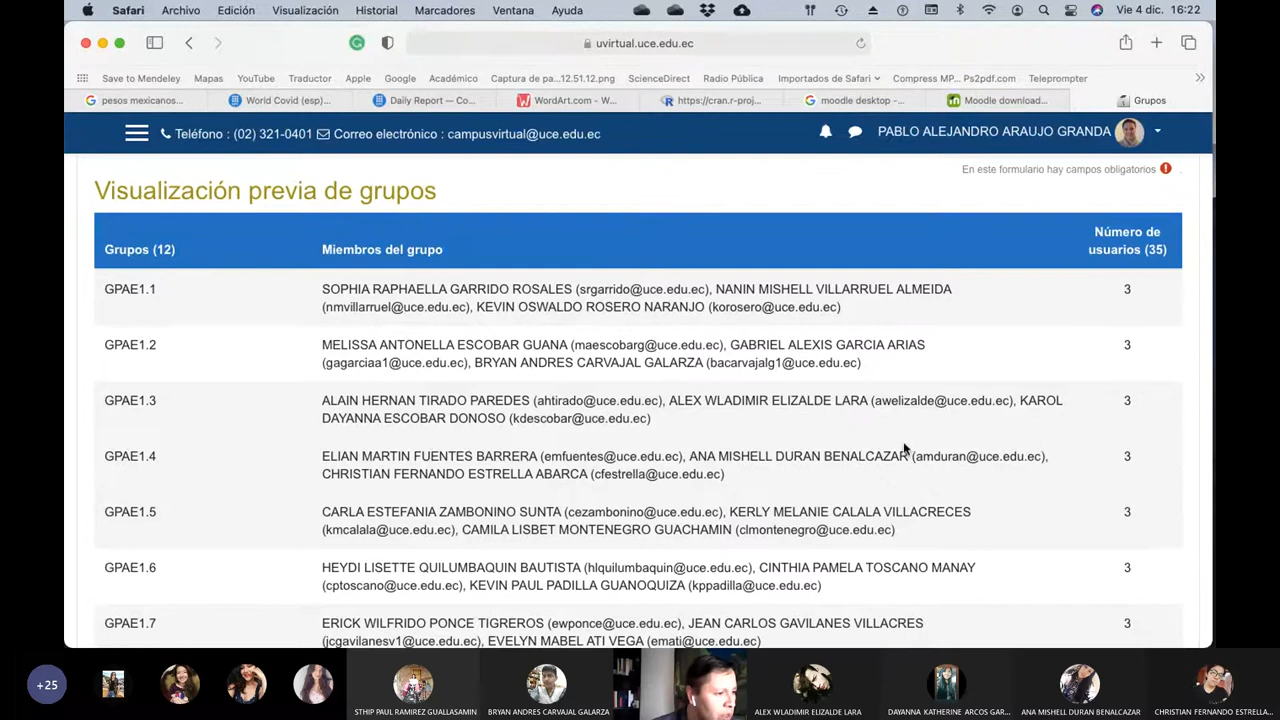 Safari Archivo Edición Visualización Historial Marcadores Ventana Ayuda Vie 4 dic. 16:22
uvirtual.uce.edu.ec
Save to Mendeley Mapas YouTube Traductor Apple Google Académico Captura de pa...12.51.12.png ScienceDirect Radio Pública Importados de Safari Compress MP... Ps2pdf.com Teleprompter
pesos mexicanos... World Covid (esp)... Daily Report — Co... WordArt.com - W... https://cran.r-proj... moodle desktop -... Moodle download... Grupos
Teléfono : (02) 321-0401 Correo electrónico : campusvirtual@uce.edu.ec PABLO ALEJANDRO ARAUJO GRANDA
En este formulario hay campos obligatorios
Visualización previa de grupos
Grupos (12) Miembros del grupo Número de
usuarios (35)
GPAE1.1 SOPHIA RAPHAELLA GARRIDO ROSALES (srgarrido@uce.edu.ec), NANIN MISHELL VILLARRUEL ALMEIDA 3
(nmvillarruel@uce.edu.ec), KEVIN OSWALDO ROSERO NARANJO (korosero@uce.edu.ec)
GPAE1.2 MELISSA ANTONELLA ESCOBAR GUANA (maescobarg@uce.edu.ec), GABRIEL ALEXIS GARCIA ARIAS 3
(gagarciaa1@uce.edu.ec), BRYAN ANDRES CARVAJAL GALARZA (bacarvajalg1@uce.edu.ec)
GPAE1.3 ALAIN HERNAN TIRADO PAREDES (ahtirado@uce.edu.ec), ALEX WLADIMIR ELIZALDE LARA (awelizalde@uce.edu.ec), KAROL 3
DAYANNA ESCOBAR DONOSO (kdescobar@uce.edu.ec)
GPAE1.4 ELIAN MARTIN FUENTES BARRERA (emfuentes@uce.edu.ec), ANA MISHELL DURAN BENALCAZAR (amduran@uce.edu.ec), 3
CHRISTIAN FERNANDO ESTRELLA ABARCA (cfestrella@uce.edu.ec)
GPAE1.5 CARLA ESTEFANIA ZAMBONINO SUNTA (cezambonino@uce.edu.ec), KERLY MELANIE CALALA VILLACRECES 3
(kmcalala@uce.edu.ec), CAMILA LISBET MONTENEGRO GUACHAMIN (clmontenegro@uce.edu.ec)
GPAE1.6 HEYDI LISETTE QUILUMBAQUIN BAUTISTA (hlquilumbaquin@uce.edu.ec), CINTHIA PAMELA TOSCANO MANAY 3
(cptoscano@uce.edu.ec), KEVIN PAUL PADILLA GUANOQUIZA (kppadilla@uce.edu.ec)
GPAE1.7 ERICK WILFRIDO PONCE TIGREROS (ewponce@uce.edu.ec), JEAN CARLOS GAVILANES VILLACRES 3
(jcgavilanesv1@uce.edu.ec), EVELYN MABEL ATI VEGA (emati@uce.edu.ec)
+25 STHIP PAUL RAMIREZ GUALLASAMIN BRYAN ANDRES CARVAJAL GALARZA ALEX WLADIMIR ELIZALDE LARA DAYANNA KATHERINE ARCOS GAR... ANA MISHELL DURAN BENALCAZAR CHRISTIAN FERNANDO ESTRELLA...